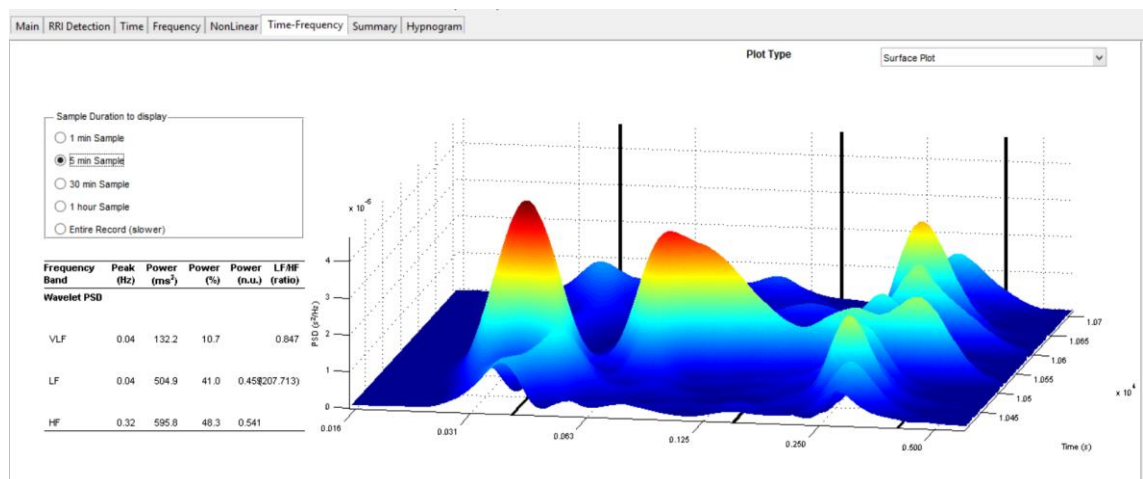 Main RRI Detection Time Frequency NonLinear Time-Frequency Summary Hypnogram
Plot Type Surface Plot
Sample Duration to display
1 min Sample
5 min Sample
30 min Sample
1 hour Sample
Entire Record (slower)
Frequency Band Peak (Hz) Power (ms²) Power (%) Power (n.u.) LF/HF (ratio)
Wavelet PSD
VLF 0.04 132.2 10.7 0.847
LF 0.04 504.9 41.0 0.459 (207.713)
HF 0.32 595.8 48.3 0.541
x 10⁻⁵
4
3
2
1
0
PSD (s²/Hz)
0.016 0.031 0.063 0.125 0.250 0.500
1.07
1.065
1.06
1.055
1.05
1.045
x 10⁴
Time (s)